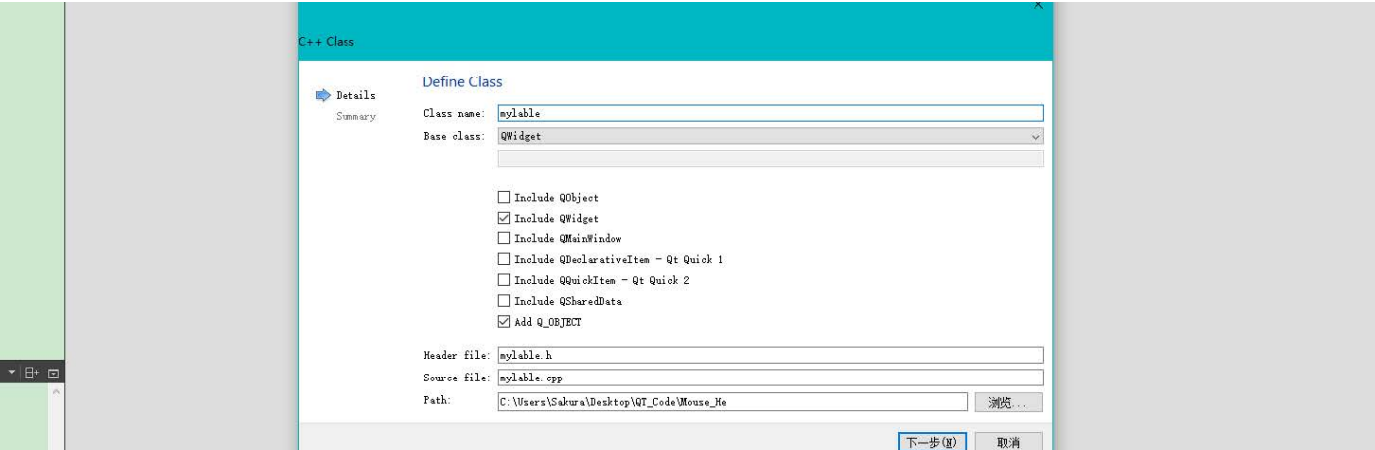 C++ Class
Define Class
Details
Summary
Class name: mylable
Base class: QWidget
Include QObject
Include QWidget
Include QMainWindow
Include QDeclarativeItem - Qt Quick 1
Include QQuickItem - Qt Quick 2
Include QSharedData
Add Q_OBJECT
Header file: mylable.h
Source file: mylable.cpp
Path: C:\Users\Sakura\Desktop\QT_Code\Mouse_He 浏览...
下一步(N) 取消